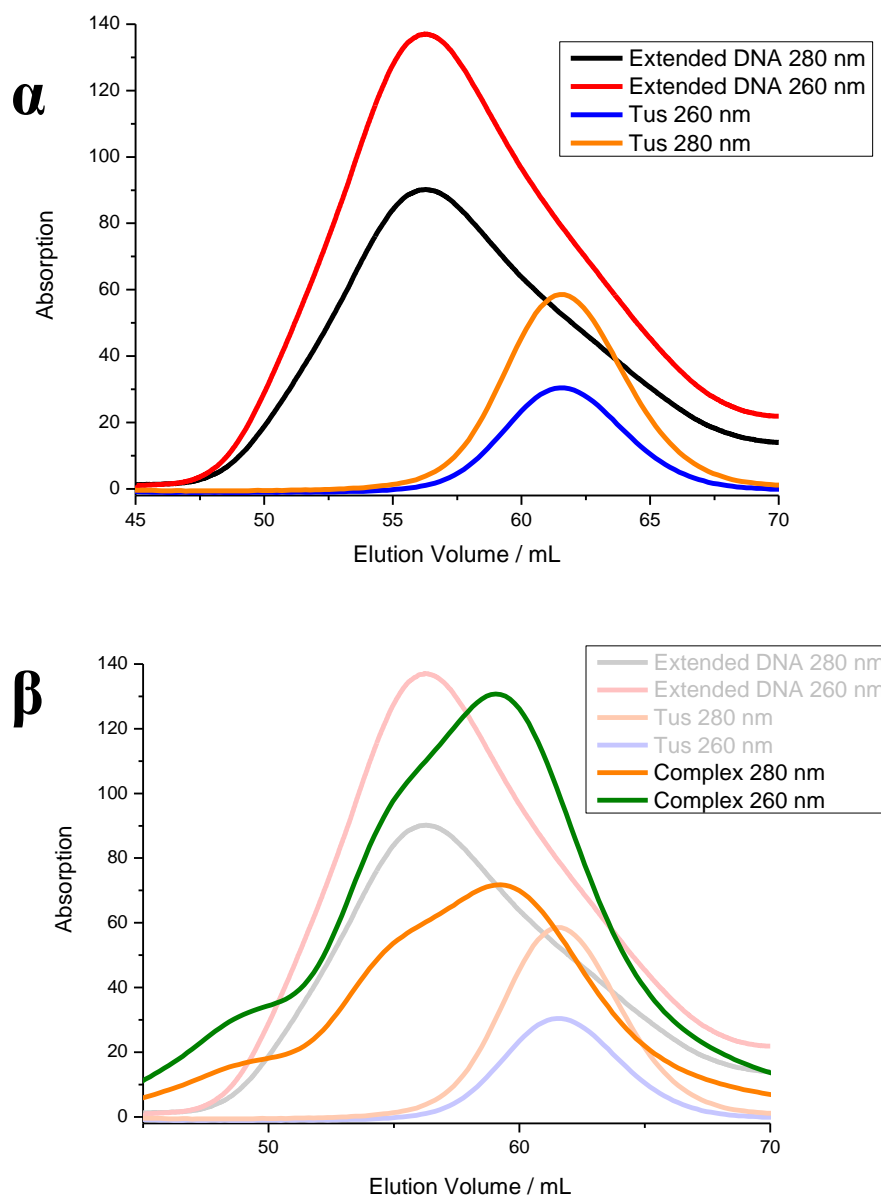 α
140
120
100
80
60
40
20
0
Absorption
Extended DNA 280 nm
Extended DNA 260 nm
Tus 260 nm
Tus 280 nm
45 50 55 60 65 70
Elution Volume / mL
β
140
120
100
80
60
40
20
0
Absorption
Extended DNA 280 nm
Extended DNA 260 nm
Tus 280 nm
Tus 260 nm
Complex 280 nm
Complex 260 nm
50 60 70
Elution Volume / mL